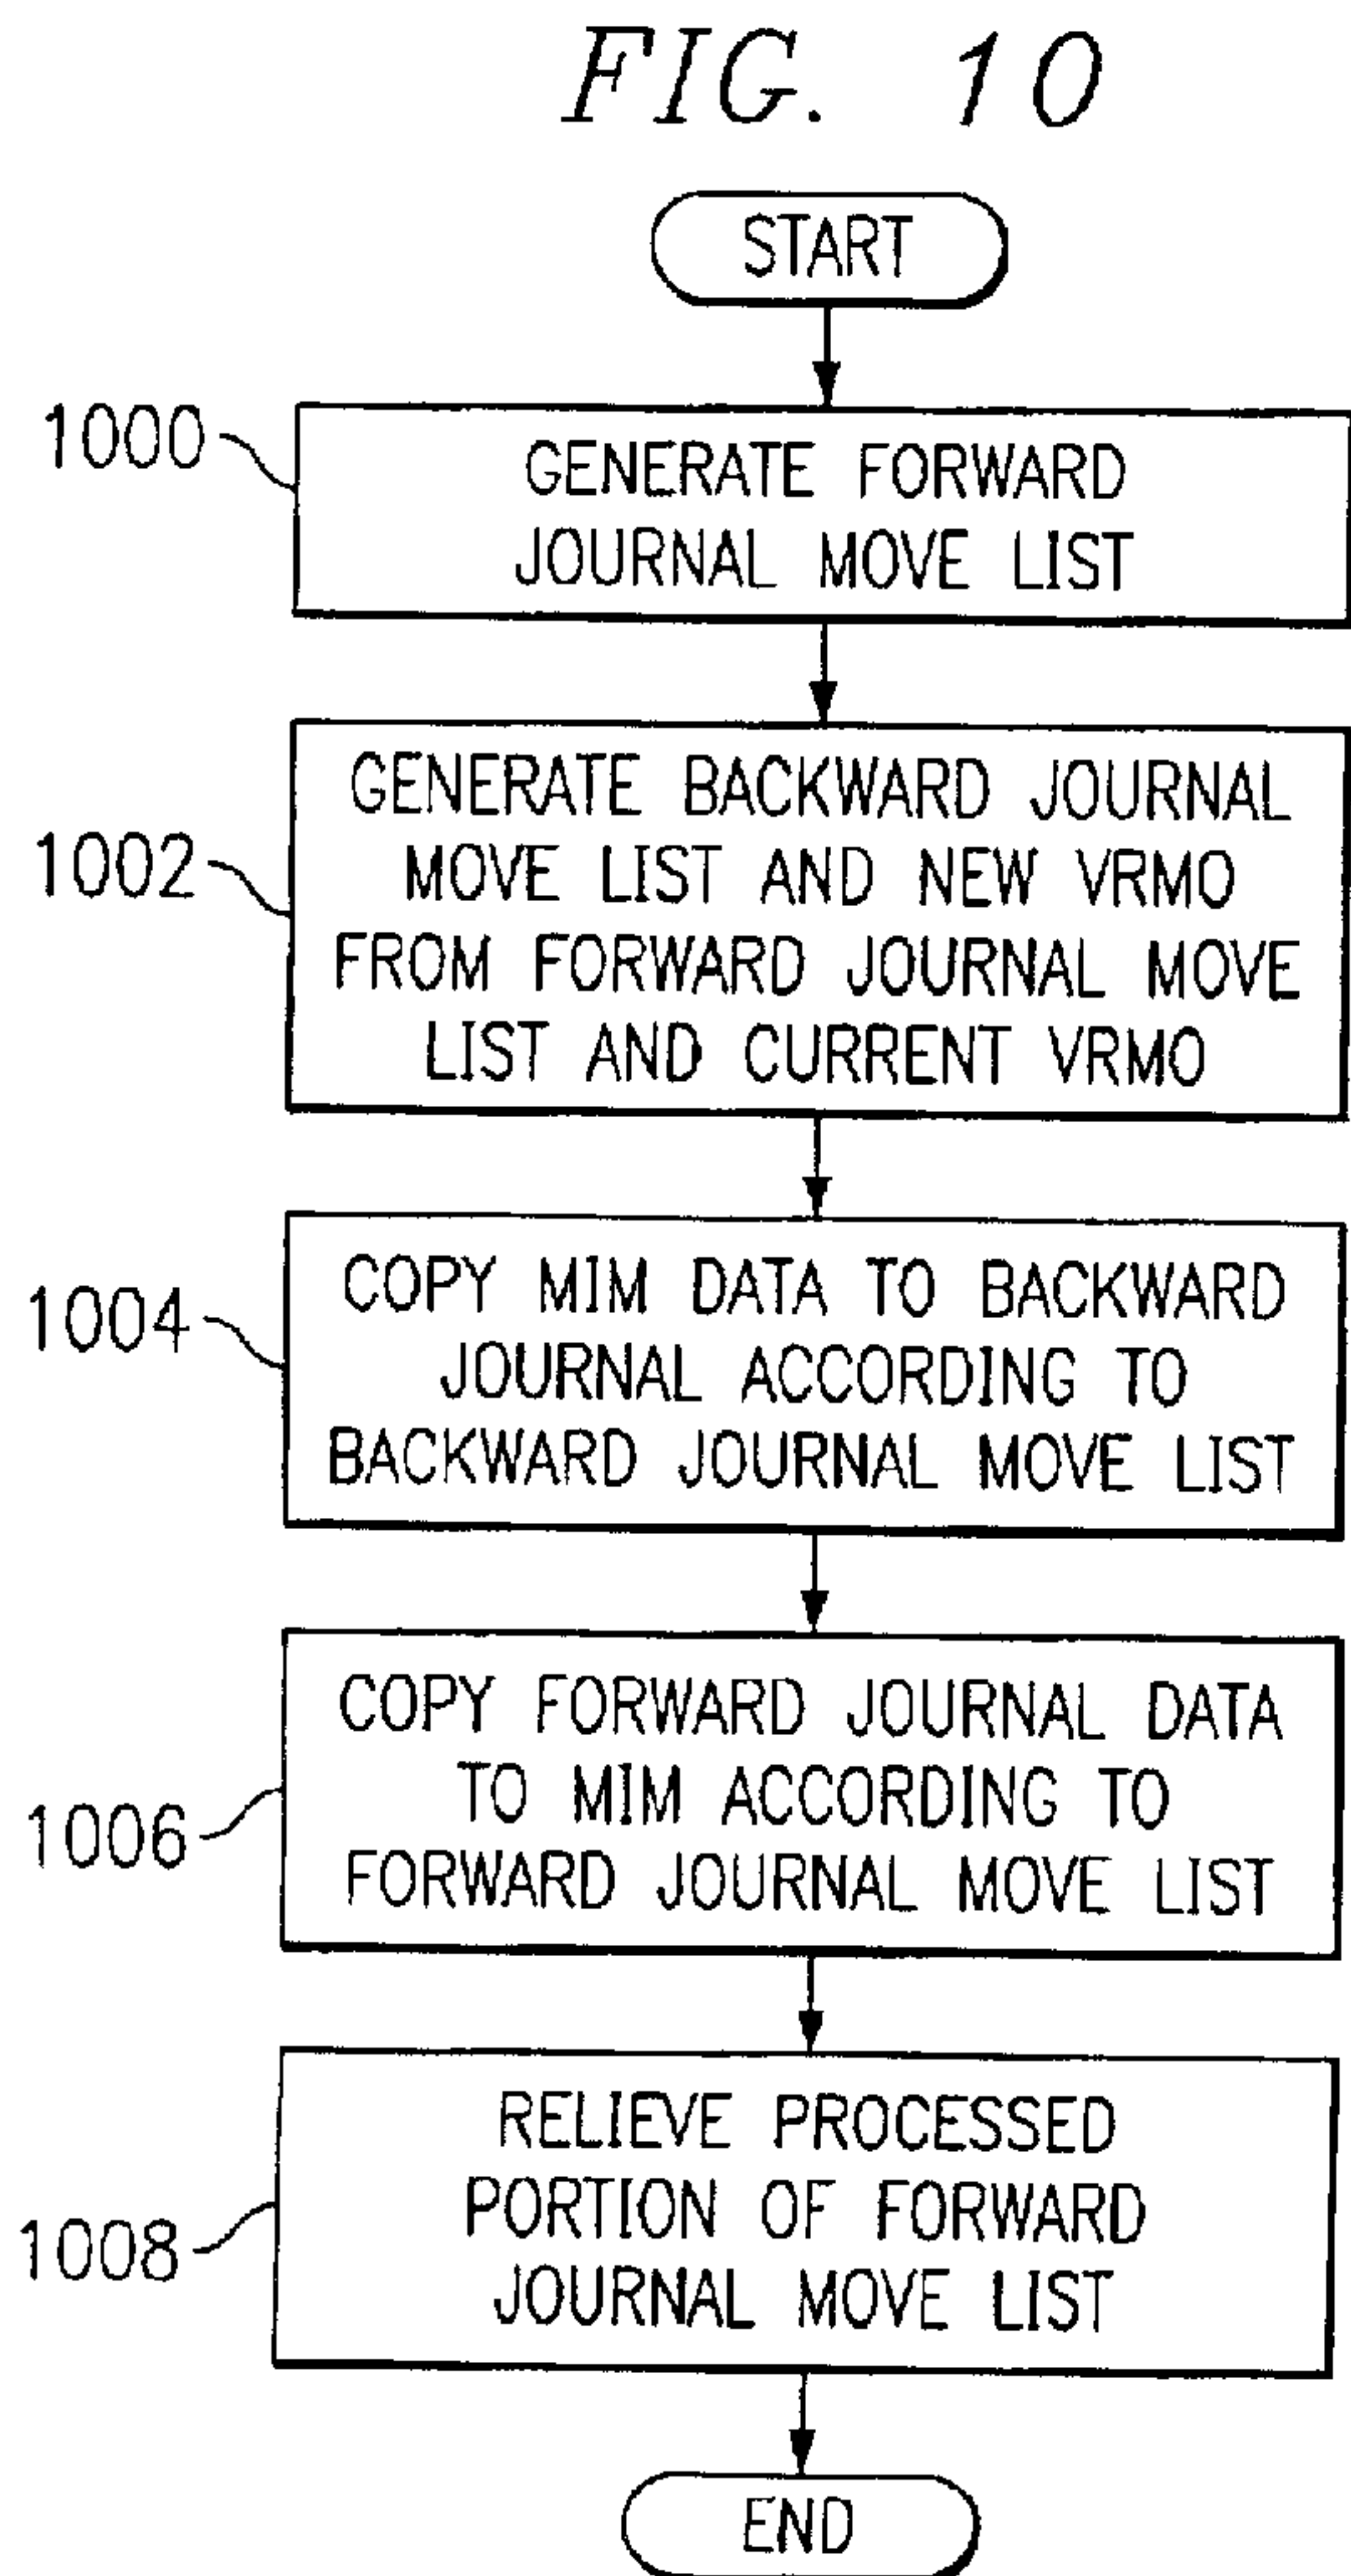 FIG. 10
START
1000
GENERATE FORWARD
JOURNAL MOVE LIST
1002
GENERATE BACKWARD JOURNAL
MOVE LIST AND NEW VRMO
FROM FORWARD JOURNAL MOVE
LIST AND CURRENT VRMO
1004
COPY MIM DATA TO BACKWARD
JOURNAL ACCORDING TO
BACKWARD JOURNAL MOVE LIST
1006
COPY FORWARD JOURNAL DATA
TO MIM ACCORDING TO
FORWARD JOURNAL MOVE LIST
1008
RELIEVE PROCESSED
PORTION OF FORWARD
JOURNAL MOVE LIST
END